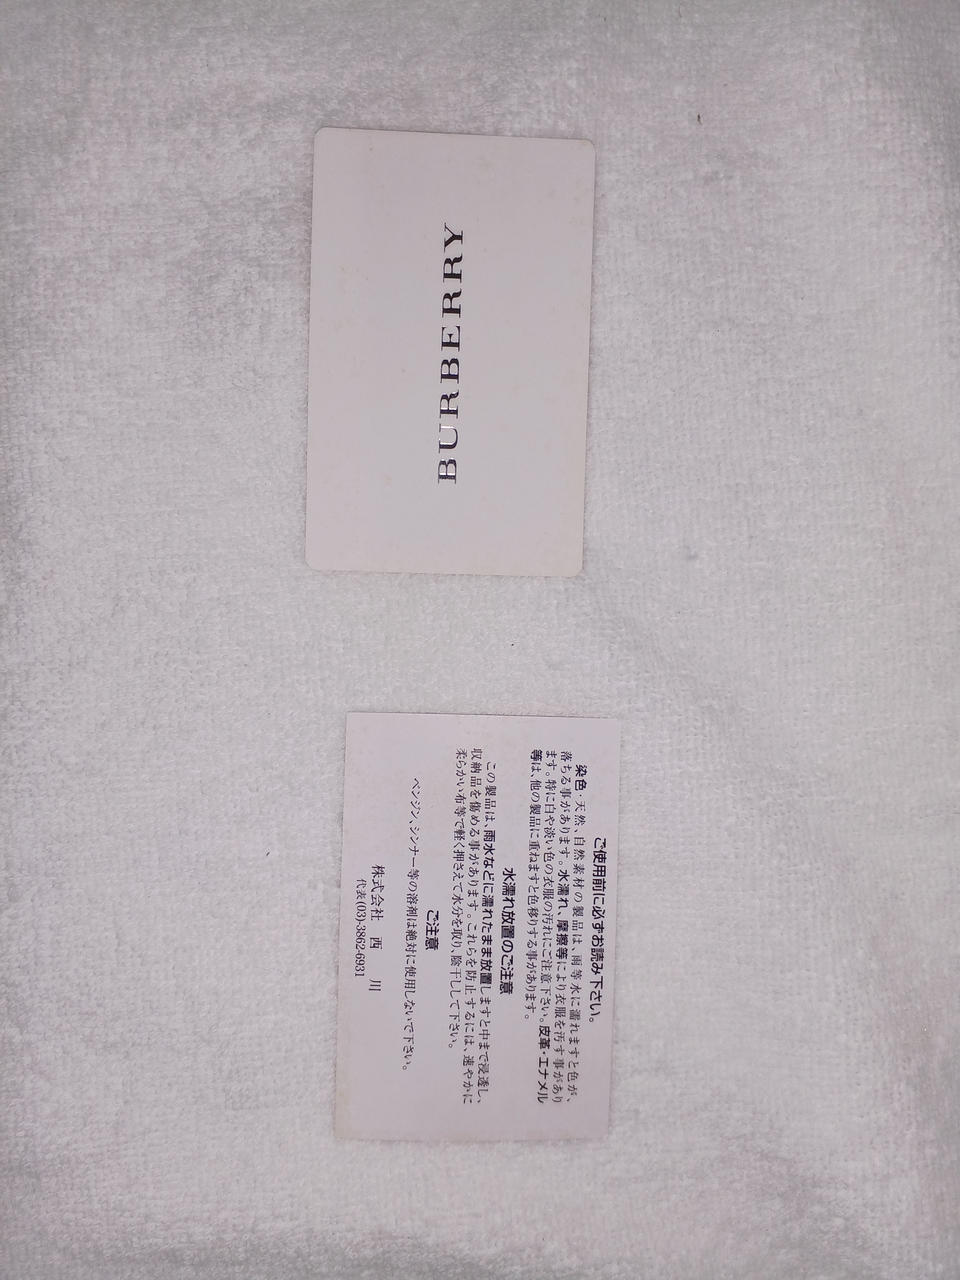 BURBERRY
ご使用前に必ずお読み下さい。
染色・天然、自然素材の製品は、雨等水に濡れますと色が、
落ちる事があります。水濡れ、摩擦等により衣服を汚す事があり
ます。特に白や淡い色の衣服の汚れにご注意下さい。皮革・エナメル
等は、他の製品に重ねますと色移りする事があります。
水濡れ放置のご注意
この製品は、雨水などに濡れたまま放置しますと中まで浸透し、
収納品を傷める事があります。これらを防止するには、速やかに
柔らかい布等で軽く押さえて水分を取り、陰干しして下さい。
ご注意
ベンジン、シンナー等の溶剤は絶対に使用しないで下さい。
株式会社 西 川
代表(03)-3862-6931